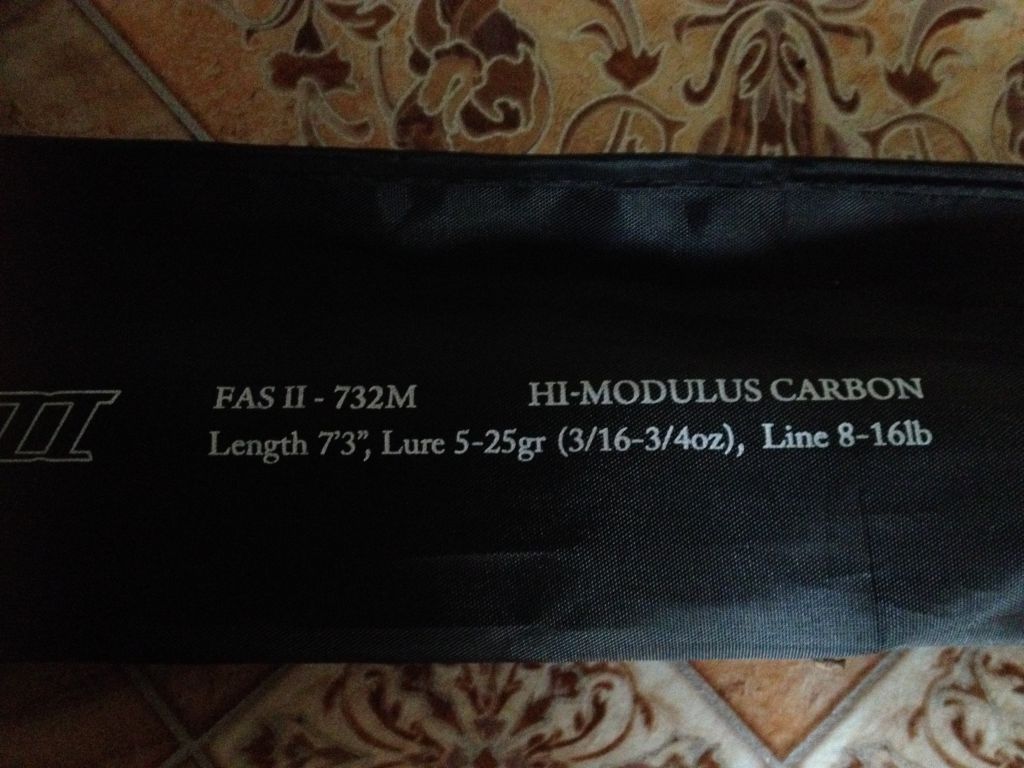 II
FAS II - 732M HI-MODULUS CARBON
Length 7'3", Lure 5-25gr (3/16-3/4oz), Line 8-16lb